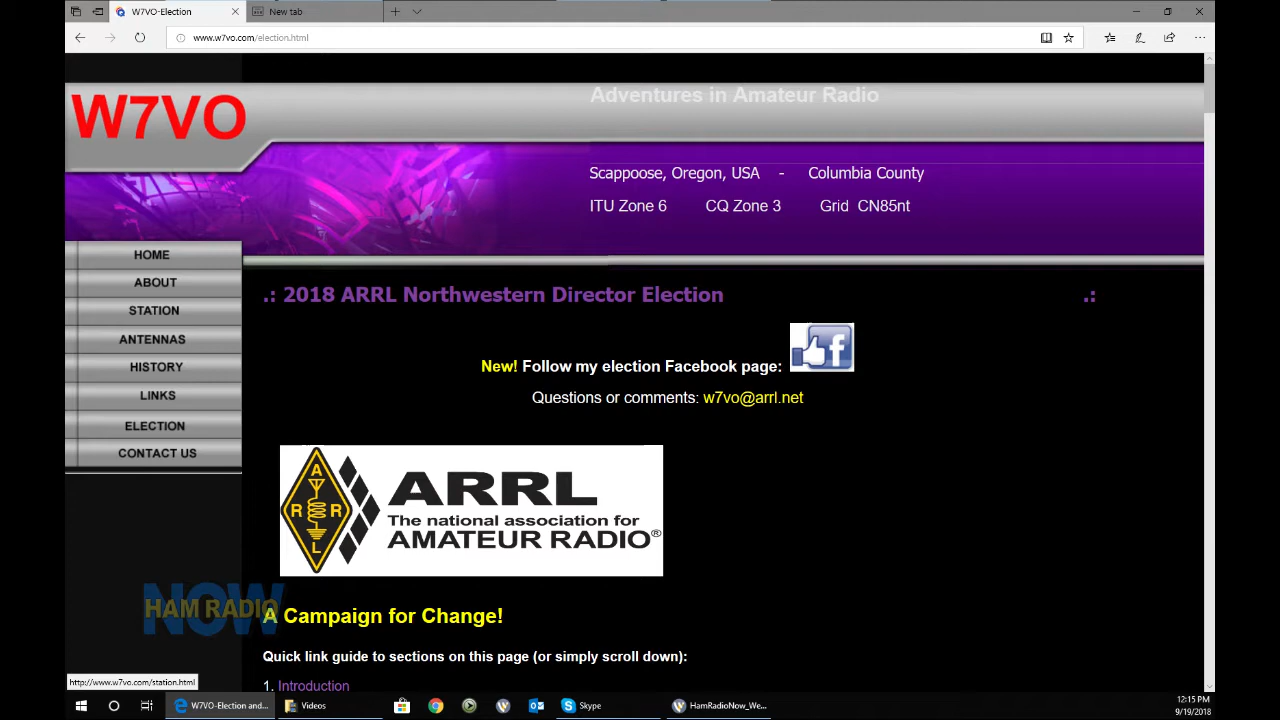 W7VO-Election
New tab
www.w7vo.com/election.html
W7VO
Adventures in Amateur Radio
Scappoose, Oregon, USA - Columbia County
ITU Zone 6 CQ Zone 3 Grid CN85nt
HOME
ABOUT
STATION
ANTENNAS
HISTORY
LINKS
ELECTION
CONTACT US
.: 2018 ARRL Northwestern Director Election .:
New! Follow my election Facebook page:
Questions or comments: w7vo@arrl.net
A
R R
L
ARRL
The national association for
AMATEUR RADIO®
NOW
HAM RADIO
A Campaign for Change!
Quick link guide to sections on this page (or simply scroll down):
1. Introduction
http://www.w7vo.com/station.html
W7VO-Election and...
Videos
Skype
HamRadioNow_We...
12:15 PM
9/19/2018